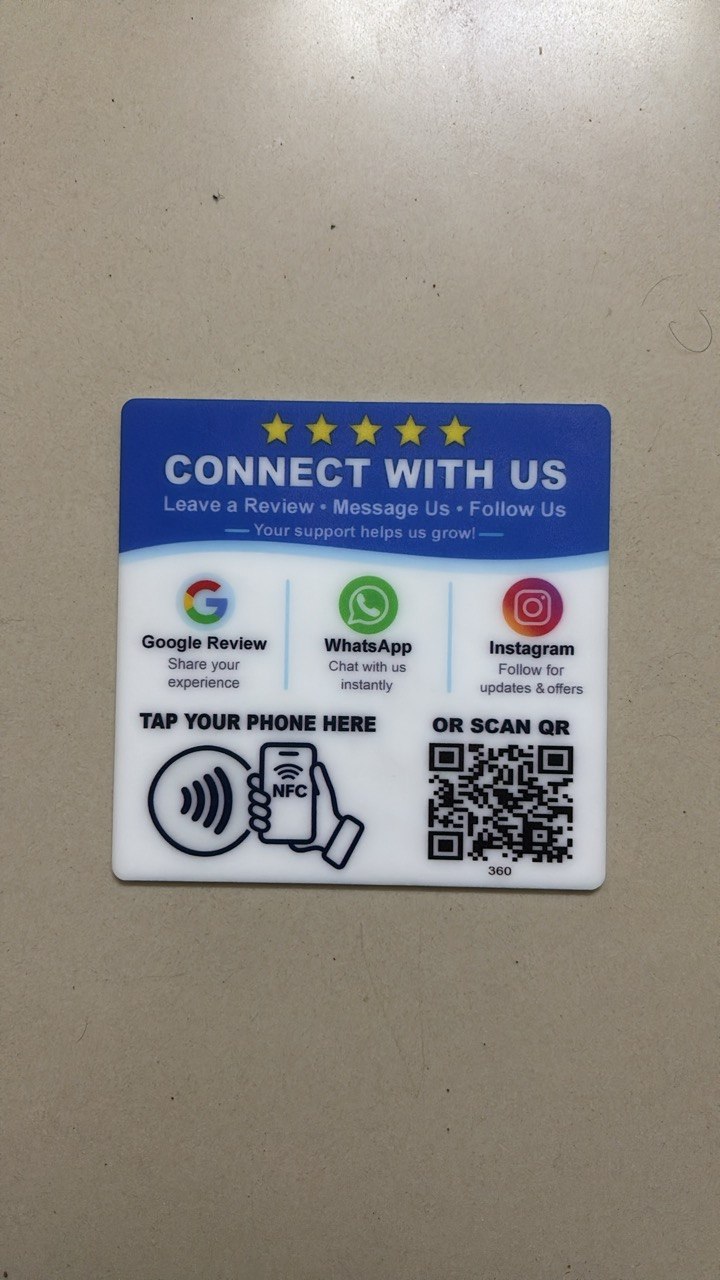 CONNECT WITH US
Leave a Review • Message Us • Follow Us
Your support helps us grow!
Google Review
Share your
experience
WhatsApp
Chat with us
instantly
Instagram
Follow for
updates & offers
TAP YOUR PHONE HERE
NFC
OR SCAN QR
360